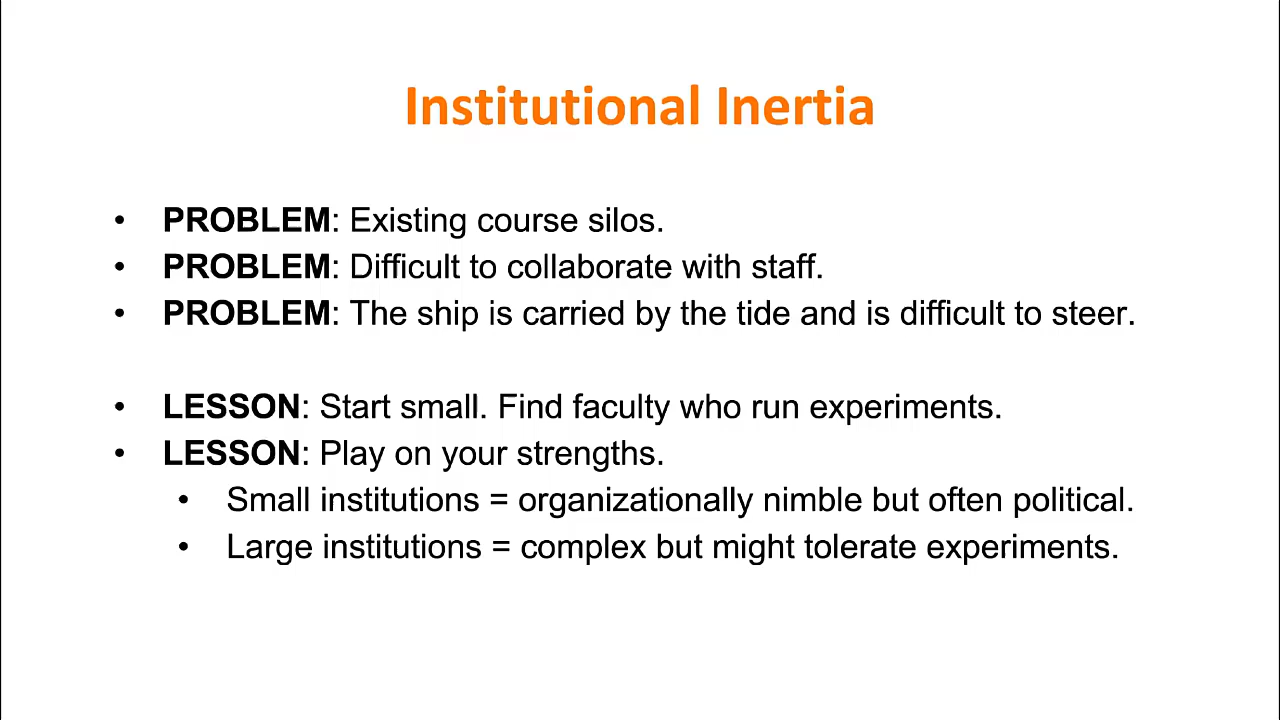 Institutional Inertia
• PROBLEM: Existing course silos.
• PROBLEM: Difficult to collaborate with staff.
• PROBLEM: The ship is carried by the tide and is difficult to steer.
• LESSON: Start small. Find faculty who run experiments.
• LESSON: Play on your strengths.
• Small institutions = organizationally nimble but often political.
• Large institutions = complex but might tolerate experiments.